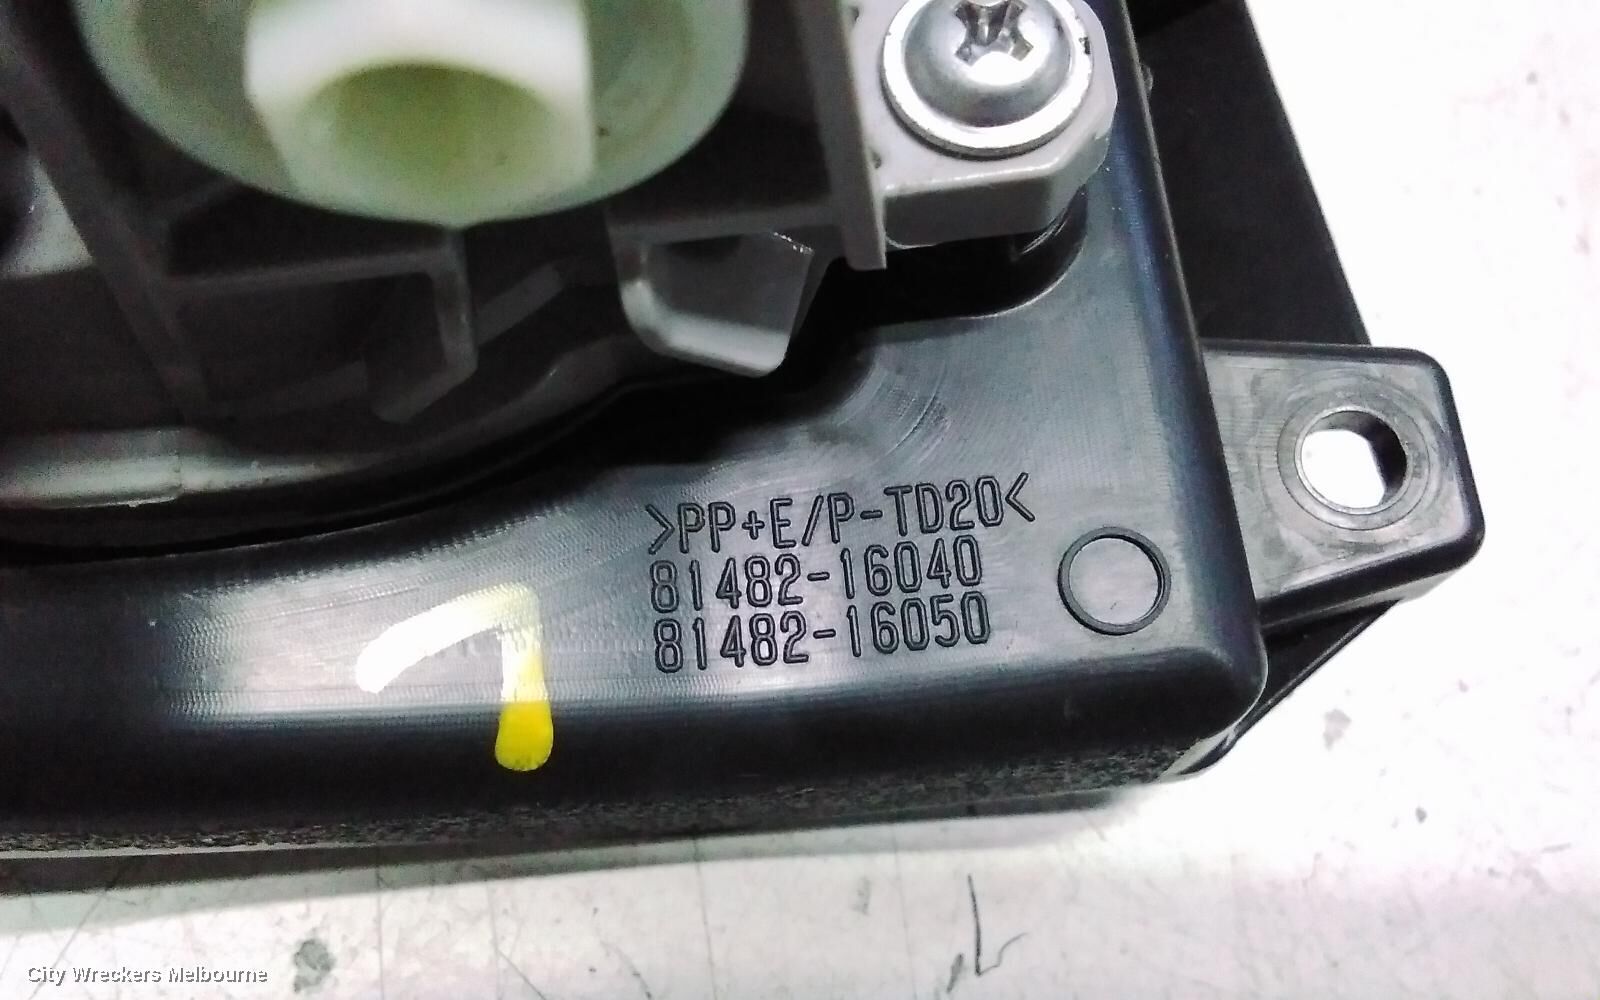 >PP+E/P-TD20<
81482-16040
81482-16050
City Wreckers Melbourne